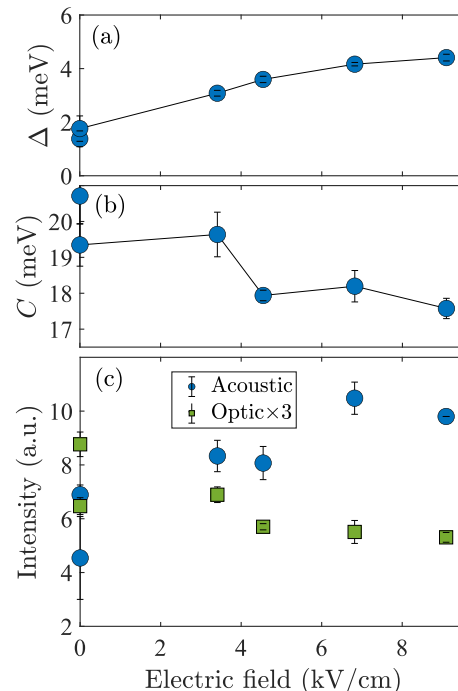 (a)
6
4
2
0
Δ (meV)
(b)
20
19
18
17
C (meV)
(c)
Acoustic
Optic×3
10
8
6
4
2
Intensity (a.u.)
0 2 4 6 8
Electric field (kV/cm)